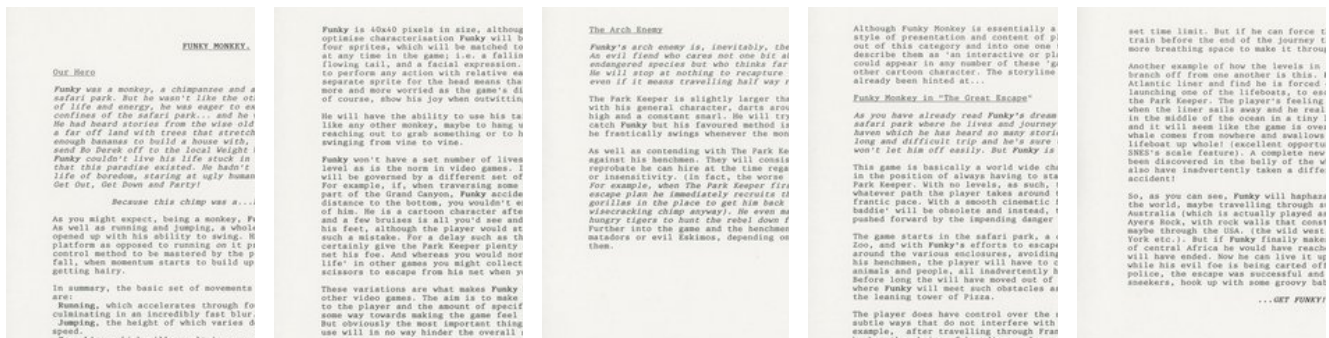 FUNKY MONKEY.
Our Hero
Funky was a monkey, a chimpanzee and a
safari park. But he wasn't like the ot
of life and energy, he was eager to ex
confines of the safari park... and he w
He had heard stories from the wise old
a far off land with trees that stretch
enough bananas to build a house with,
send Bo Derek off to the local Weight
Funky couldn't live his life stuck in
that this paradise existed. He hadn't
life of boredom, staring at ugly human
Get Out, Get Down and Party!
Because this chimp was a...
As you might expect, being a monkey, F
As well as running and jumping, a whol
opened up with his ability to swing. H
platform as opposed to running on it p
control method to be mastered by the p
fall, when momentum starts to build up
getting hairy.
In summary, the basic set of movements
are:
Running, which accelerates through fo
culminating in an incredibly fast blur.
Jumping, the height of which varies d
speed.
Funky is 40x40 pixels in size, althoug
optimise characterisation Funky will b
four sprites, which will be matched to
at any time in the game; i.e. a fallin
flowing tail, and a facial expression.
to perform any action with relative ea
separate sprite for the head means tha
more and more worried as the game's di
of course, show his joy when outwittin
He will have the ability to use his ta
like any other monkey, maybe to hang u
reaching out to grab something or to h
swinging from vine to vine.
Funky won't have a set number of lives
level as is the norm in video games. I
will be governed by a different set of
For example, if, when traversing some
part of the Grand Canyon, Funky accide
distance to the bottom, you wouldn't e
of him. He is a cartoon character afte
and a few bruises is all you'd see and
his feet, although the player would st
such a mistake. For a delay such as th
certainly give the Park Keeper plenty
net his foe. And whereas you would nor
life' in other games you might collect
scissors to escape from his net when y
These variations are what makes Funky
other video games. The aim is to make
to the player and the amount of specif
some way towards making the game feel
But obviously the most important thing
use will in no way hinder the overall
The Arch Enemy
Funky's arch enemy is, inevitably, the
An evil fiend who cares not one bit at
endangered species but who thinks far
He will stop at nothing to recapture
even if it means travelling half way r
The Park Keeper is slightly larger tha
with his general character, darts arou
high and a constant snarl. He will try
catch Funky but his favoured method is
he frantically swings whenever the mon
As well as contending with The Park Ke
against his henchmen. They will consis
reprobate he can hire at the time rega
or insensitivity. (In fact, the worse
For example, when The Park Keeper fir
escape plan he immediately recruits th
gorillas in the place to get him back
wisecracking chimp anyway). He even ma
hungry tigers to hunt the rebel down f
Further into the game and the henchmen
matadors or evil Eskimos, depending on
them.
Although Funky Monkey is essentially a
style of presentation and content of p
out of this category and into one one
describe them as 'an interactive or pl
could appear in any number of these 'g
other cartoon character. The storyline
already been hinted at...
Funky Monkey in "The Great Escape"
As you have already read Funky's dream
safari park where he lives and journey
haven which he has heard so many stori
long and difficult trip and he's sure
won't let him off easily. But Funky is
This game is basically a world wide cha
in the position of always having to sta
Park Keeper. With no levels, as such, t
whatever path the player takes around t
frantic pace. With a smooth cinematic f
baddie' will be obsolete and instead, t
pushed forward by the impending danger
The game starts in the safari park, a c
Zoo, and with Funky's efforts to escape
around the various enclosures, avoiding
his henchmen, the player will have to c
animals and people, all inadvertently h
Before long the will have moved out of
where Funky will meet such obstacles as
the leaning tower of Pizza.
The player does have control over the r
subtle ways that do not interfere with
example, after travelling through Fran
set time limit. But if he can force t
train before the end of the journey t
more breathing space to make it throug
Another example of how the levels in
branch off from one another is this. I
Atlantic liner and find he is forced
launching one of the lifeboats, to esc
the Park Keeper. The player's feeling
when the liner sails away and he real
in the middle of the ocean in a tiny l
and it will seem like the game is over
whale comes from nowhere and swallows
lifeboat up whole! (excellent opportu
SNES's scale feature). A complete new
been discovered in the belly of the w
also have inadvertently taken a differ
accident!
So, as you can see, Funky will haphaz
the world, maybe travelling through s
Australia (which is actually played as
Ayers Rock, with rock walls that const
maybe through the USA. (the wild west
York etc.). But if Funky finally make
of central Africa he would have reache
will have ended. Now he can live it up
while his evil foe is being carted off
police, the escape was successful and
sneekers, hook up with some groovy bab
...GET FUNKY!